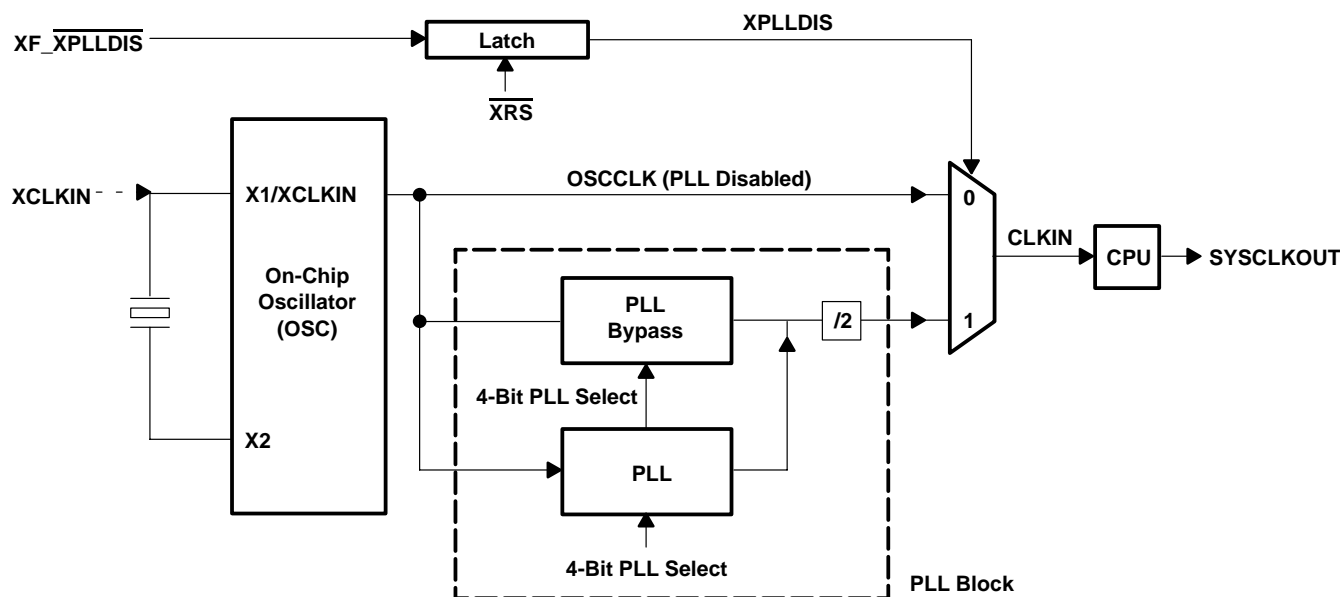 XPLLDIS
XF_XPLLDIS
Latch
XRS
XCLKIN
X1/XCLKIN
OSCCLK (PLL Disabled)
0
CLKIN
CPU
SYSCLKOUT
On-Chip
Oscillator
(OSC)
PLL
Bypass
/2
1
4-Bit PLL Select
X2
PLL
4-Bit PLL Select
PLL Block